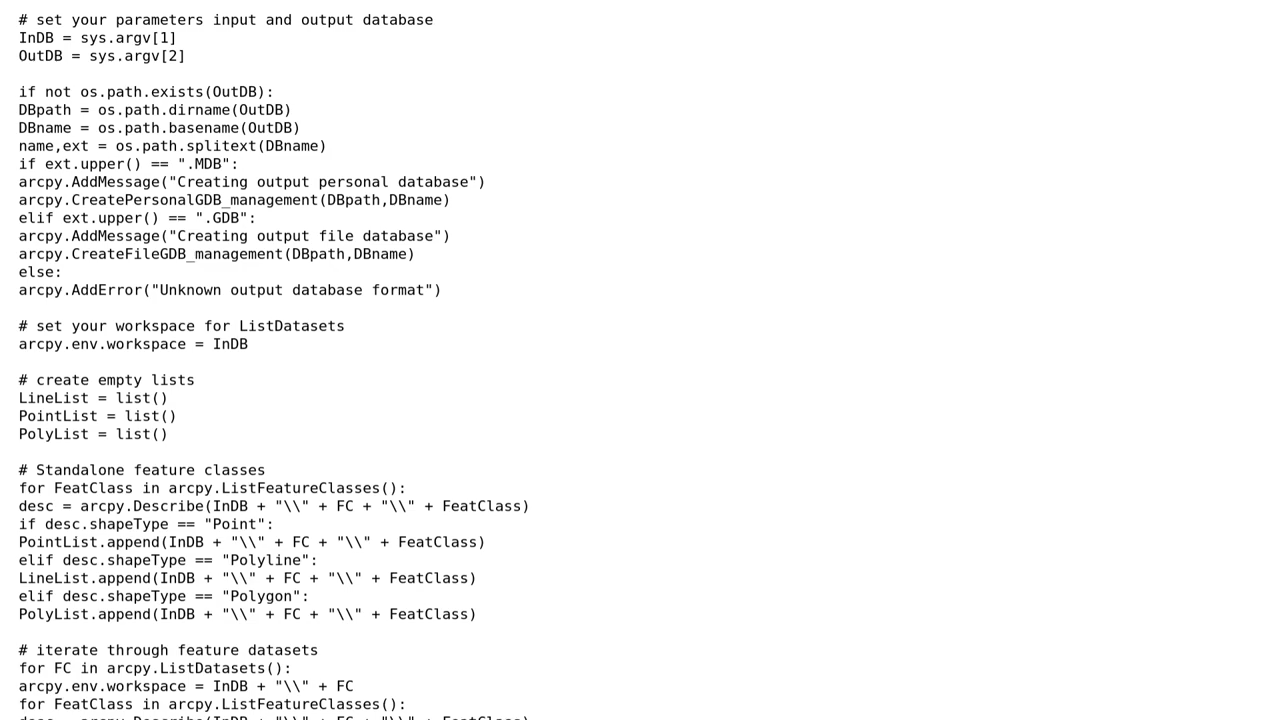 # set your parameters input and output database
InDB = sys.argv[1]
OutDB = sys.argv[2]
if not os.path.exists(OutDB):
DBpath = os.path.dirname(OutDB)
DBname = os.path.basename(OutDB)
name,ext = os.path.splitext(DBname)
if ext.upper() == ".MDB":
arcpy.AddMessage("Creating output personal database")
arcpy.CreatePersonalGDB_management(DBpath,DBname)
elif ext.upper() == ".GDB":
arcpy.AddMessage("Creating output file database")
arcpy.CreateFileGDB_management(DBpath,DBname)
else:
arcpy.AddError("Unknown output database format")
# set your workspace for ListDatasets
arcpy.env.workspace = InDB
# create empty lists
LineList = list()
PointList = list()
PolyList = list()
# Standalone feature classes
for FeatClass in arcpy.ListFeatureClasses():
desc = arcpy.Describe(InDB + "\\" + FC + "\\" + FeatClass)
if desc.shapeType == "Point":
PointList.append(InDB + "\\" + FC + "\\" + FeatClass)
elif desc.shapeType == "Polyline":
LineList.append(InDB + "\\" + FC + "\\" + FeatClass)
elif desc.shapeType == "Polygon":
PolyList.append(InDB + "\\" + FC + "\\" + FeatClass)
# iterate through feature datasets
for FC in arcpy.ListDatasets():
arcpy.env.workspace = InDB + "\\" + FC
for FeatClass in arcpy.ListFeatureClasses():
desc = arcpy.Describe(InDB + "\\" + FC + "\\" + FeatClass)